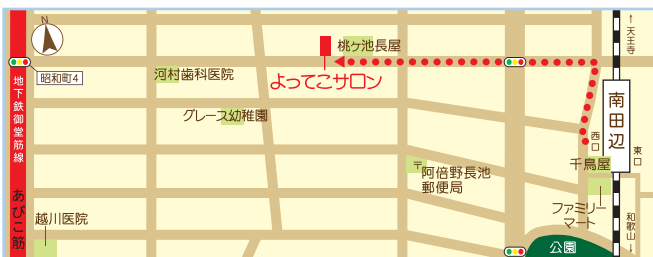 N
昭和町4
地下鉄御堂筋線
あびこ筋
河村歯科医院
桃ヶ池長屋
よってこサロン
グレース幼稚園
〒阿倍野長池
郵便局
越川医院
↑天王寺
南田辺
西口
東口
千鳥屋
ファミリー
マート
和歌山↓
公園